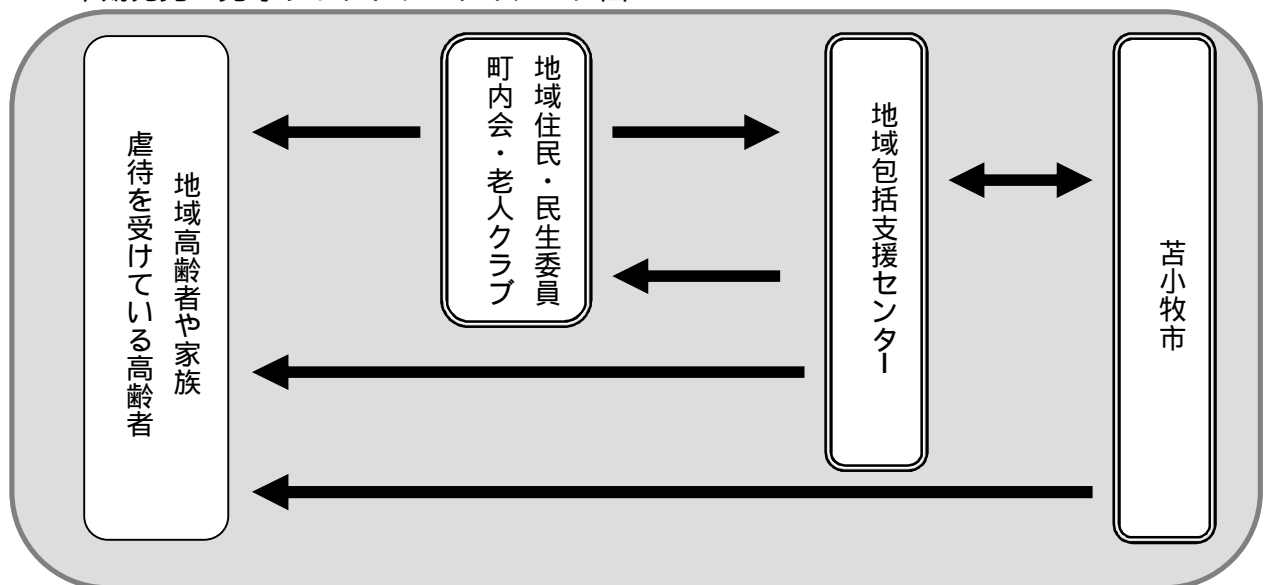 地域高齢者や家族
虐待を受けている高齢者
地域住民・民生委員
町内会・老人クラブ
地域包括支援センター
苫小牧市